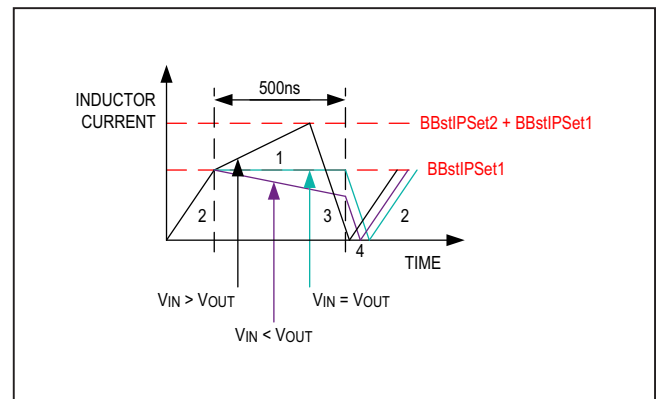 500ns
INDUCTOR
CURRENT
BBstIPSet2 + BBstIPSet1
1
BBstIPSet1
2
3
2
4
TIME
VIN > VOUT
VIN = VOUT
VIN < VOUT